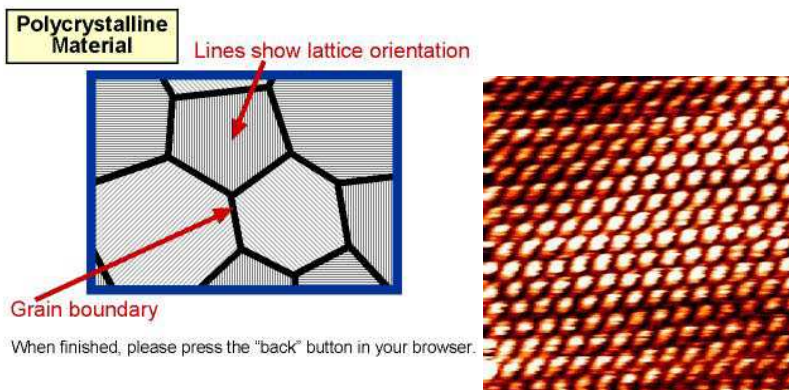 Polycrystalline
Material
Lines show lattice orientation
Grain boundary
When finished, please press the “back” button in your browser.